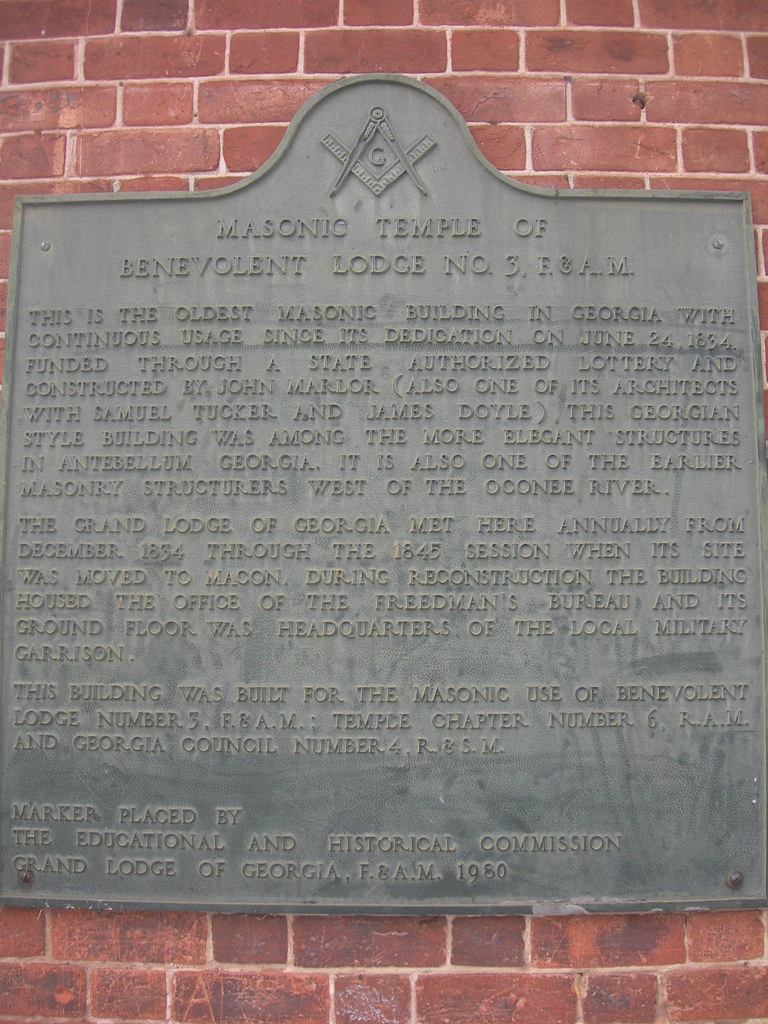 G
MASONIC TEMPLE OF
BENEVOLENT LODGE NO. 3, F. & A.M.
THIS IS THE OLDEST MASONIC BUILDING IN GEORGIA WITH
CONTINUOUS USAGE SINCE ITS DEDICATION ON JUNE 24, 1834.
FUNDED THROUGH A STATE AUTHORIZED LOTTERY AND
CONSTRUCTED BY JOHN MARLOR (ALSO ONE OF ITS ARCHITECTS
WITH SAMUEL TUCKER AND JAMES DOYLE), THIS GEORGIAN
STYLE BUILDING WAS AMONG THE MORE ELEGANT STRUCTURES
IN ANTEBELLUM GEORGIA. IT IS ALSO ONE OF THE EARLIER
MASONRY STRUCTURERS WEST OF THE OCONEE RIVER.
THE GRAND LODGE OF GEORGIA MET HERE ANNUALLY FROM
DECEMBER 1834 THROUGH THE 1845 SESSION WHEN ITS SITE
WAS MOVED TO MACON. DURING RECONSTRUCTION THE BUILDING
HOUSED THE OFFICE OF THE FREEDMAN'S BUREAU AND ITS
GROUND FLOOR WAS HEADQUARTERS OF THE LOCAL MILITARY
GARRISON.
THIS BUILDING WAS BUILT FOR THE MASONIC USE OF BENEVOLENT
LODGE NUMBER 3, F. & A.M.; TEMPLE CHAPTER NUMBER 6, R.A.M.
AND GEORGIA COUNCIL NUMBER 4, R. & S. M.
MARKER PLACED BY
THE EDUCATIONAL AND HISTORICAL COMMISSION
GRAND LODGE OF GEORGIA, F. & A.M. 1980